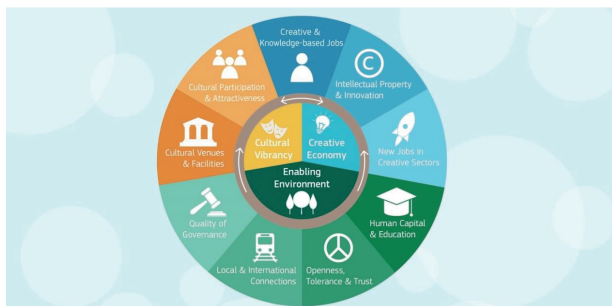 Creative &
Knowledge-based Jobs
C
Intellectual Property
& Innovation
New Jobs in
Creative Sectors
Human Capital
& Education
Openness,
Tolerance & Trust
Local & International
Connections
Quality of
Governance
Cultural Venues
& Facilities
Cultural Participation
& Attractiveness
Cultural
Vibrancy
Creative
Economy
Enabling
Environment